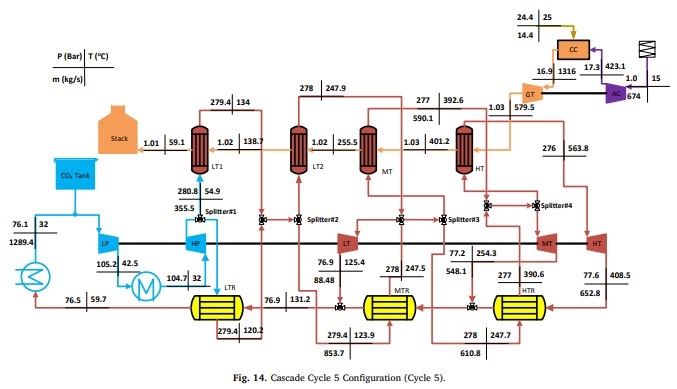 24.4 25
14.4
CC
P (Bar) T (°C)
m (kg/s)
17.3 423.1
16.9 1316
1.0 15
674
GT
AC
279.4 134
278 247.9
277 392.6
590.1
1.03 579.5
276 563.8
Stack
1.01 59.1
1.02 138.7
1.02 255.5
1.03 401.2
LT1
LT2
MT
HT
CO₂ Tank
280.8 54.9
355.5
Splitter#1
Splitter#2
Splitter#3
Splitter#4
76.1 32
1289.4
LP
HP
LT
MT
HT
105.2 42.5
M
104.7 32
76.9 125.4
88.48
278 247.5
77.2 254.3
548.1
277 390.6
77.6 408.5
652.8
LTR
MTR
HTR
76.5 59.7
76.9 131.2
279.4 120.2
279.4 123.9
853.7
278 247.7
610.8
Fig. 14. Cascade Cycle 5 Configuration (Cycle 5).